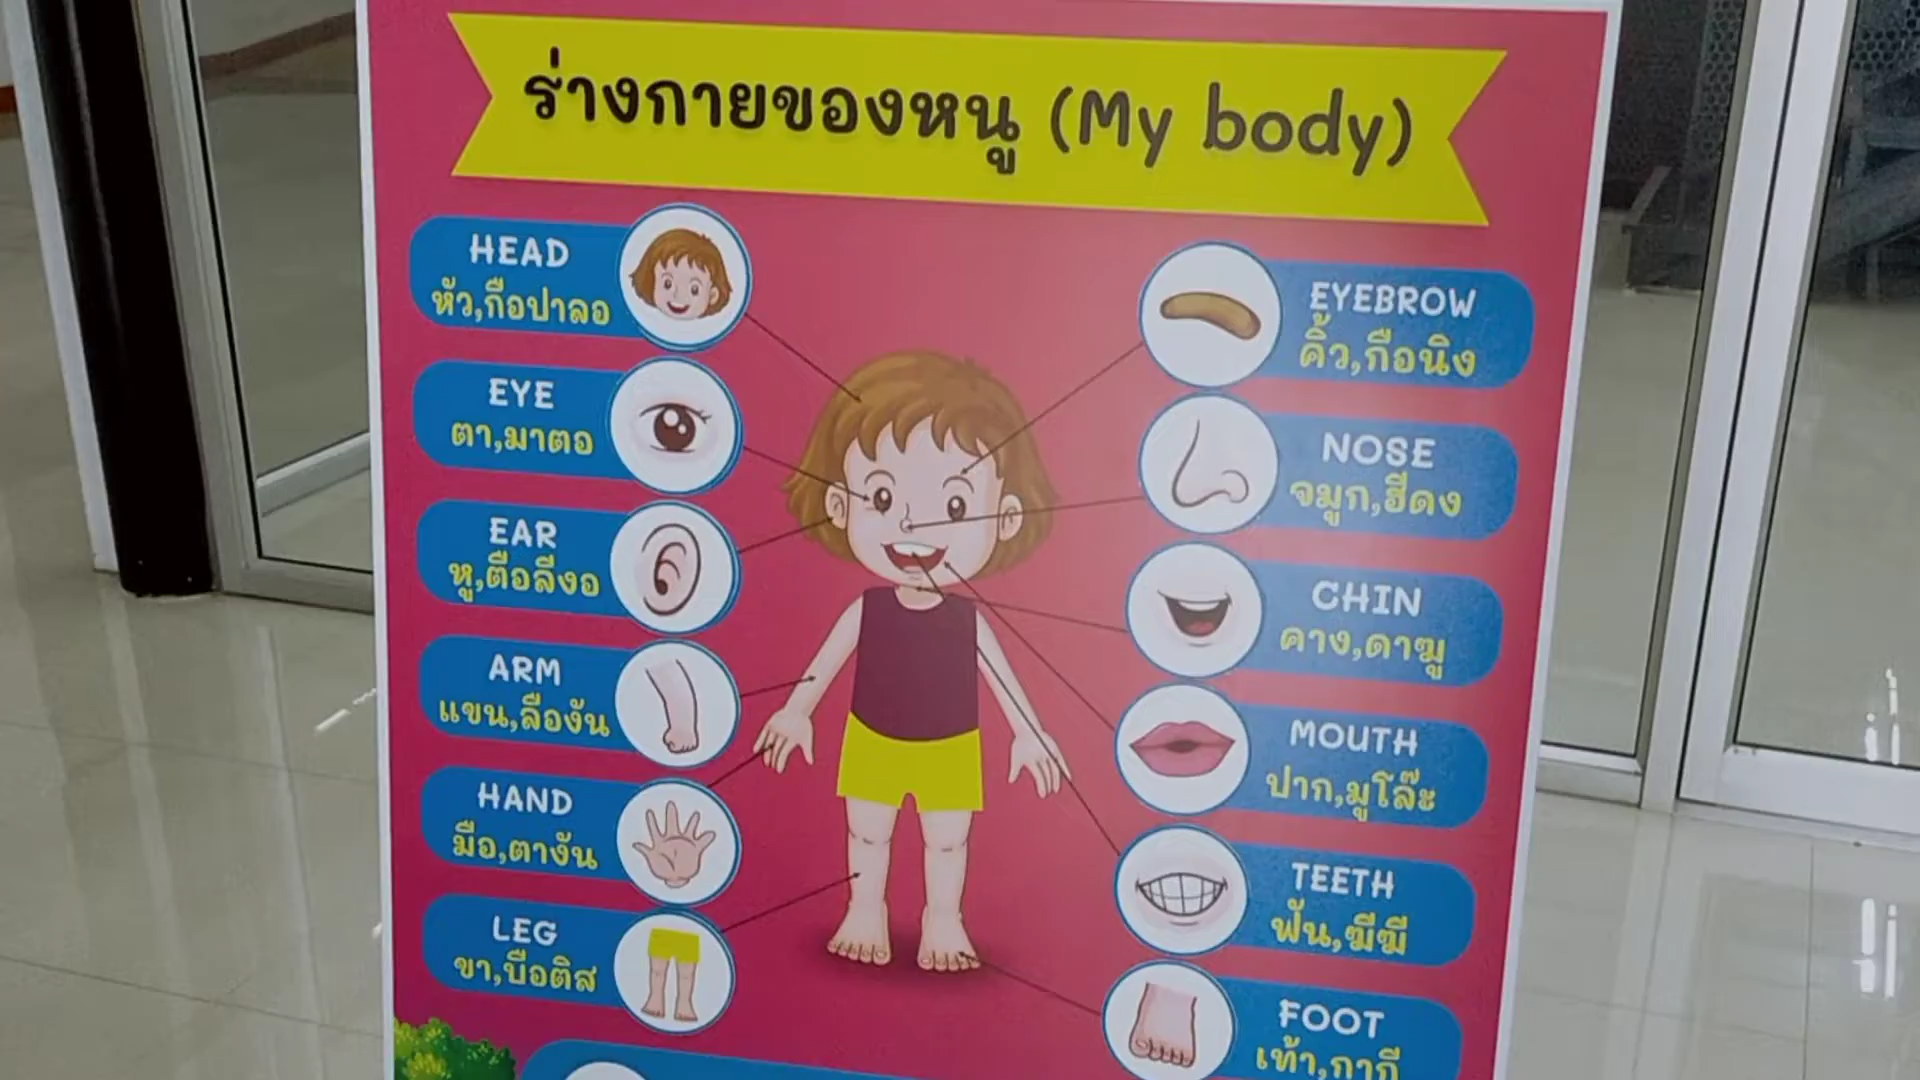 ร่างกายของหนู (My body)
HEAD
หัว,กือปาลอ
EYE
ตา,มาตอ
EAR
หู,ตือลีงอ
ARM
แขน,ลืองัน
HAND
มือ,ตางัน
LEG
ขา,บือติส
EYEBROW
คิ้ว,กือนิง
NOSE
จมูก,ฮีดง
CHIN
คาง,ดาฆู
MOUTH
ปาก,มูโล๊ะ
TEETH
ฟัน,ฆีฆี
FOOT
เท้า,กากี